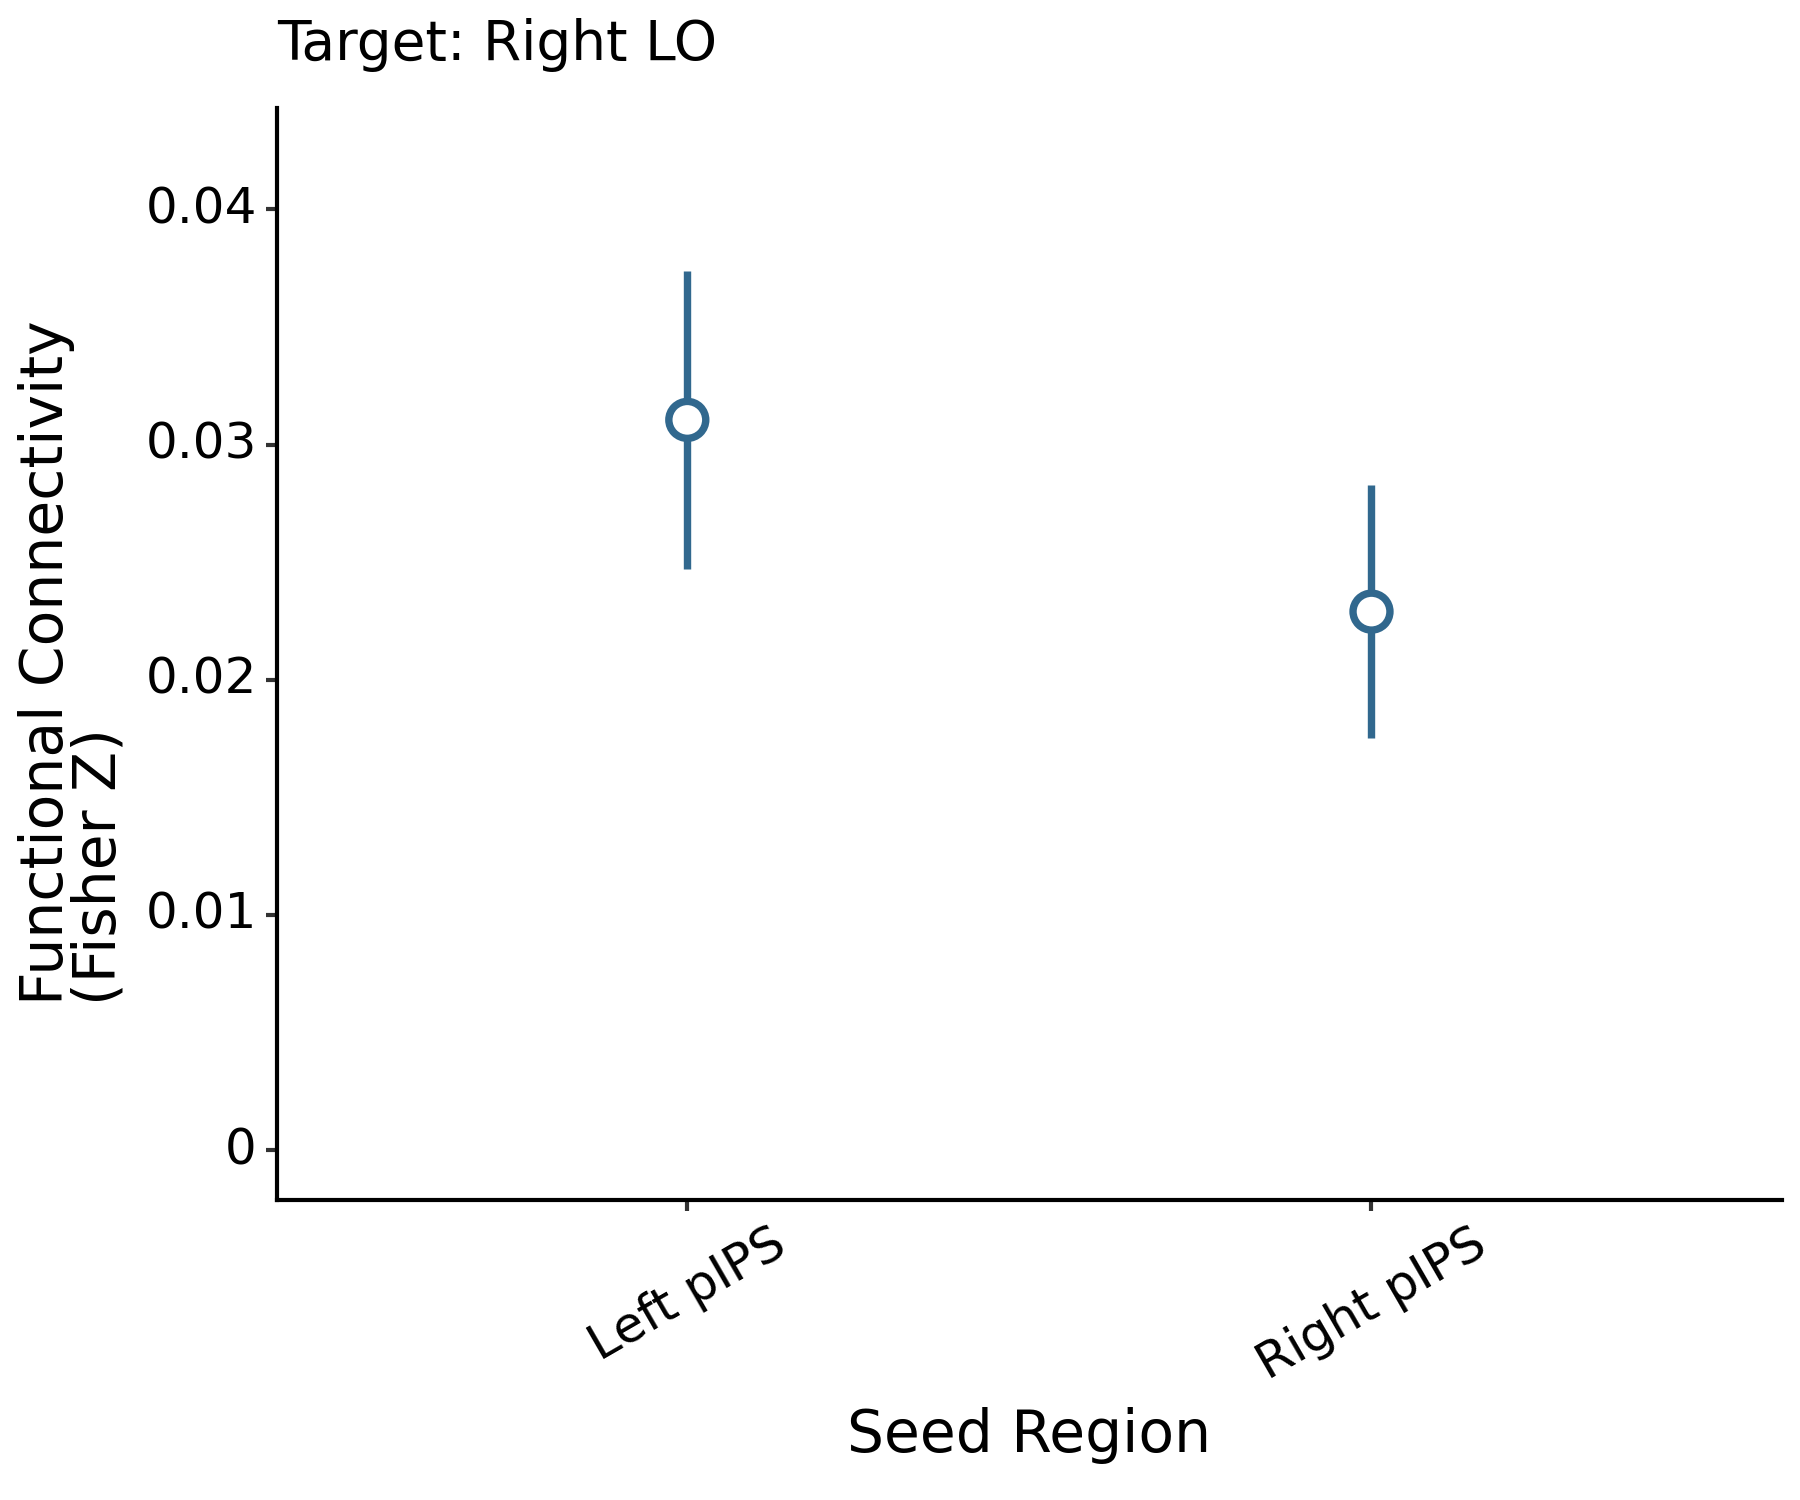 Target: Right LO
Functional Connectivity
(Fisher Z)
0.04
0.03
0.02
0.01
0
Left pIPS
Right pIPS
Seed Region